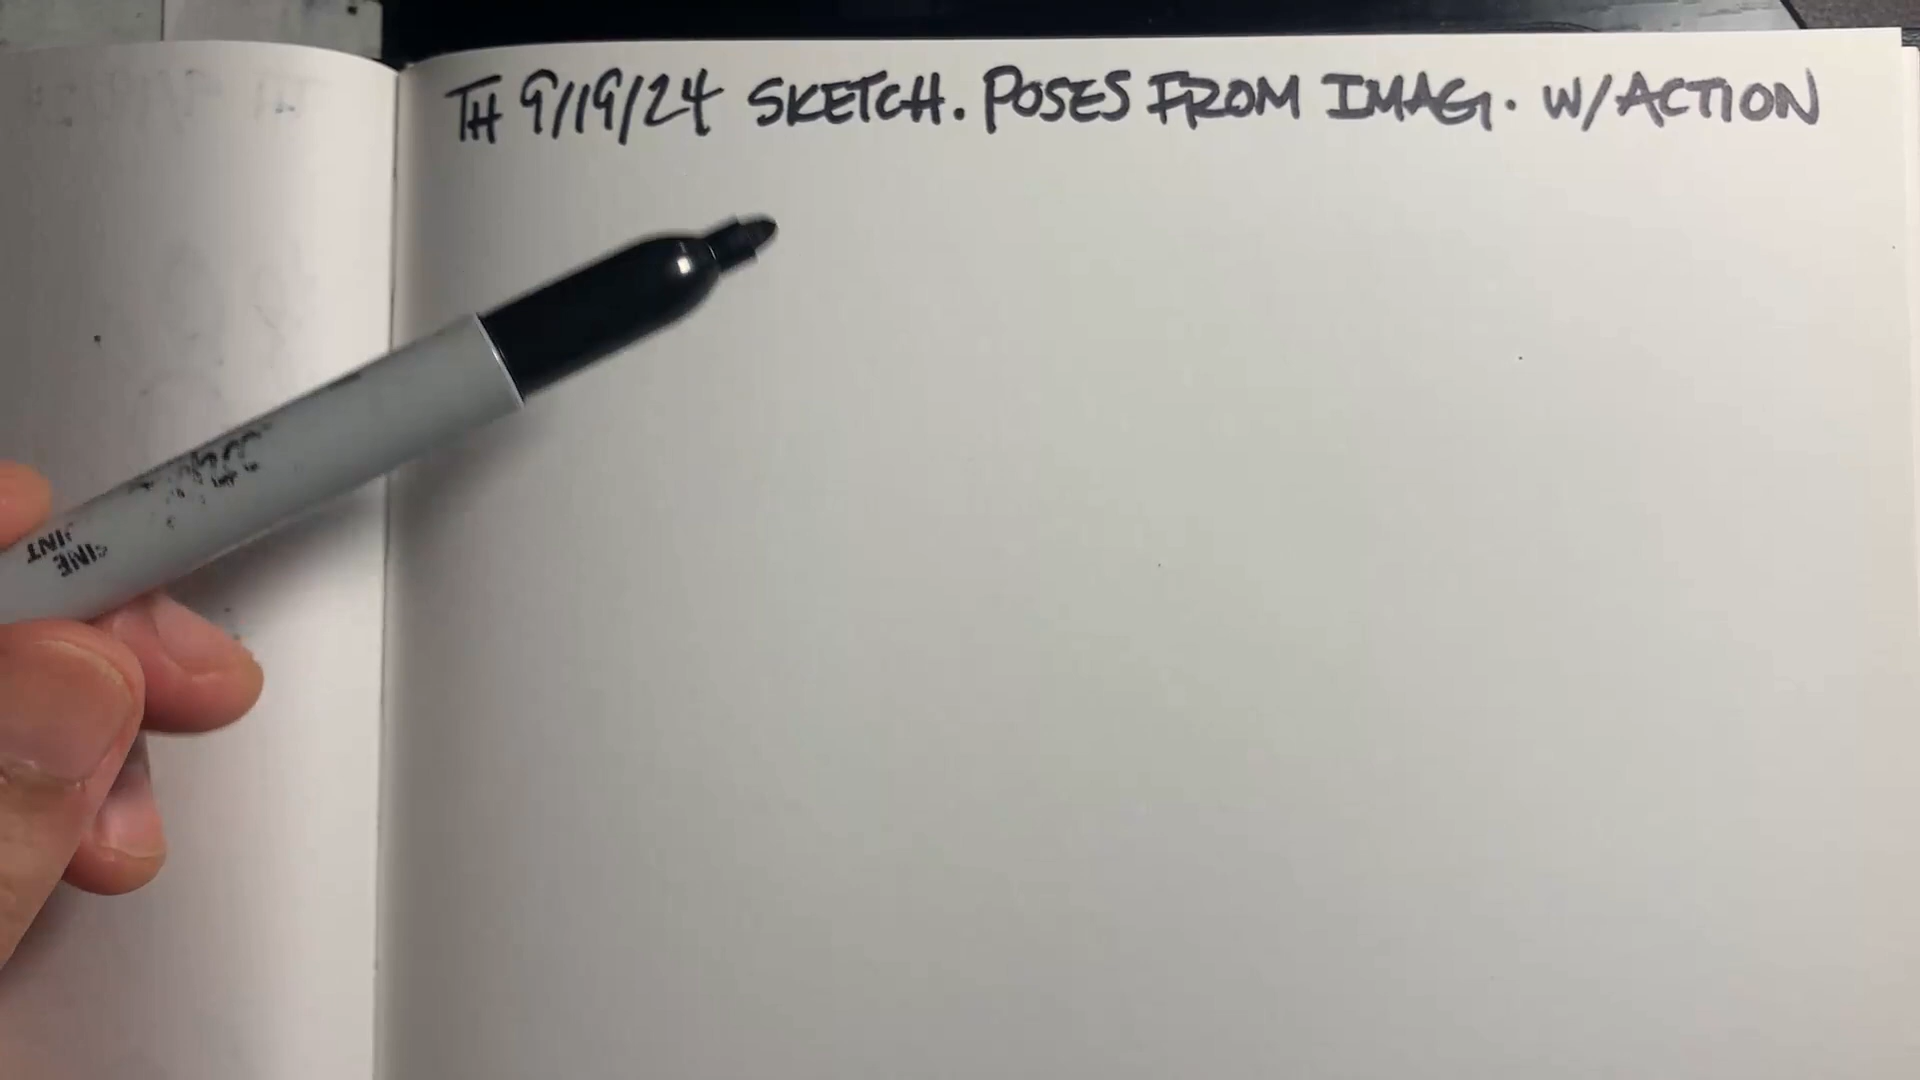 TH 9/19/24 SKETCH. POSES FROM IMAG. W/ACTION